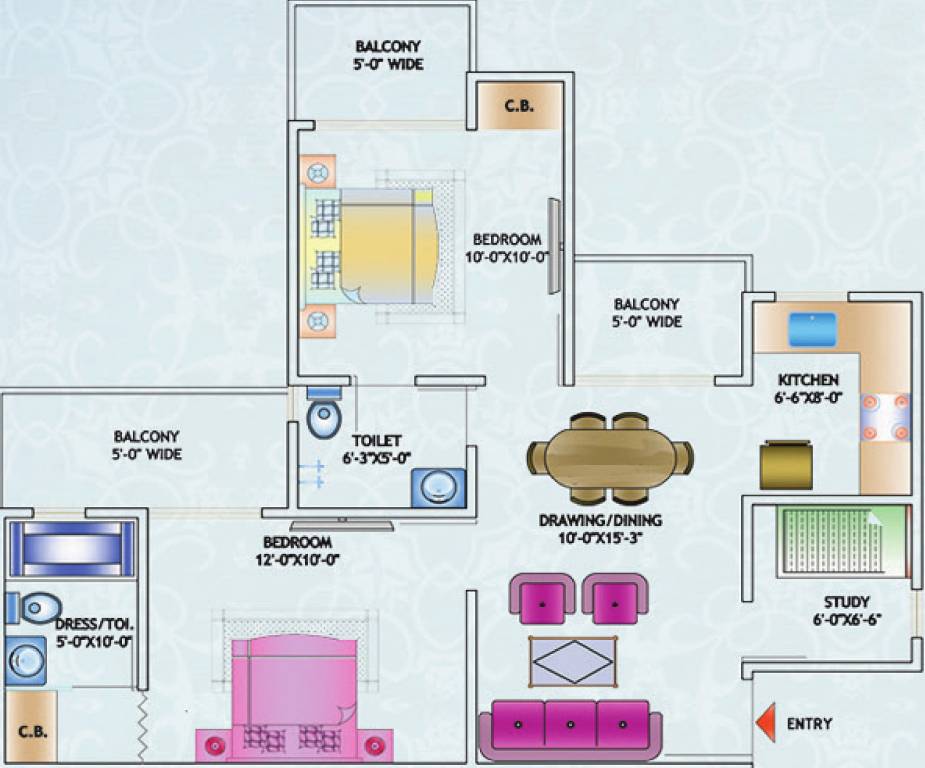 BALCONY
5'-0" WIDE
C.B.
BEDROOM
10'-0"X10'-0"
BALCONY
5'-0" WIDE
KITCHEN
6'-6"X8'-0"
BALCONY
5'-0" WIDE
TOILET
6'-3"X5'-0"
DRAWING/DINING
10'-0"X15'-3"
BEDROOM
12'-0"X10'-0"
STUDY
6'-0"X6'-6"
DRESS/TOI.
5'-0"X10'-0"
C.B.
ENTRY